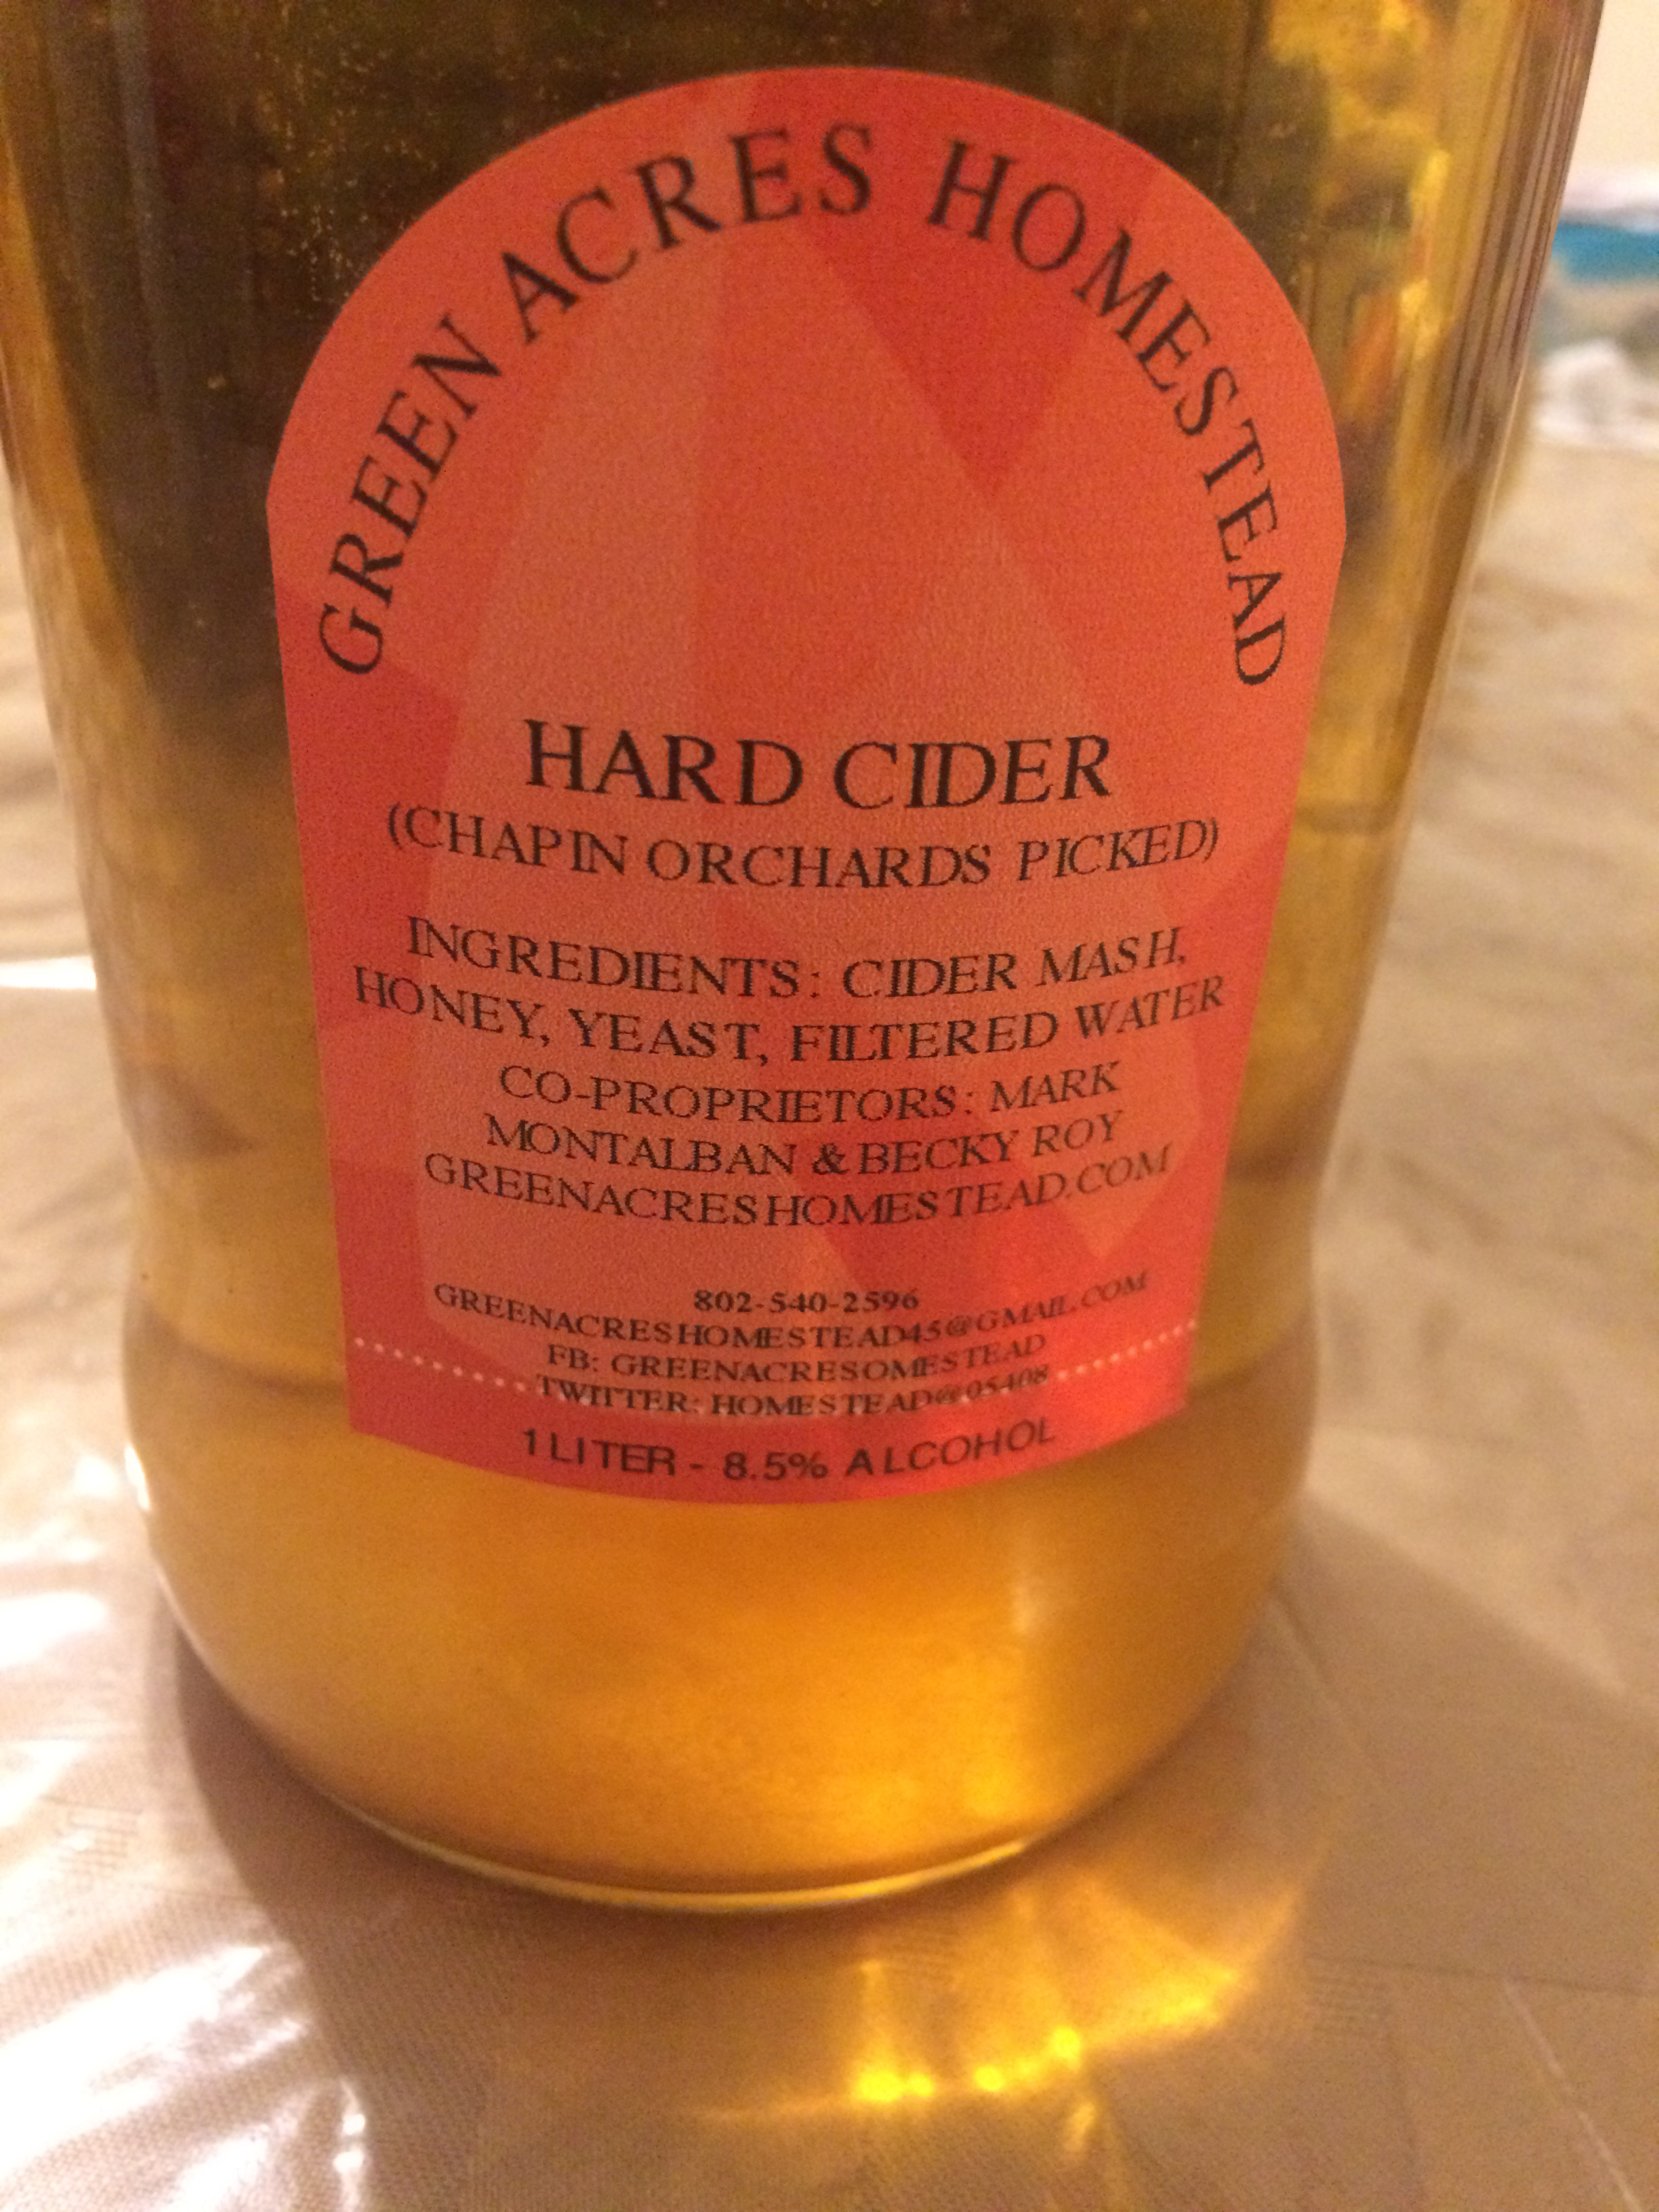 GREEN ACRES HOMESTEAD
HARD CIDER
(CHAPIN ORCHARDS PICKED)
INGREDIENTS: CIDER MASH,
HONEY, YEAST, FILTERED WATER
CO-PROPRIETORS: MARK
MONTALBAN & BECKY ROY
GREENACRESHOMESTEAD.COM
802-540-2596
GREENACRESHOMESTEAD45@GMAIL.COM
FB: GREENACRESOMESTEAD
TWITTER: HOMESTEAD@05408
1 LITER - 8.5% ALCOHOL